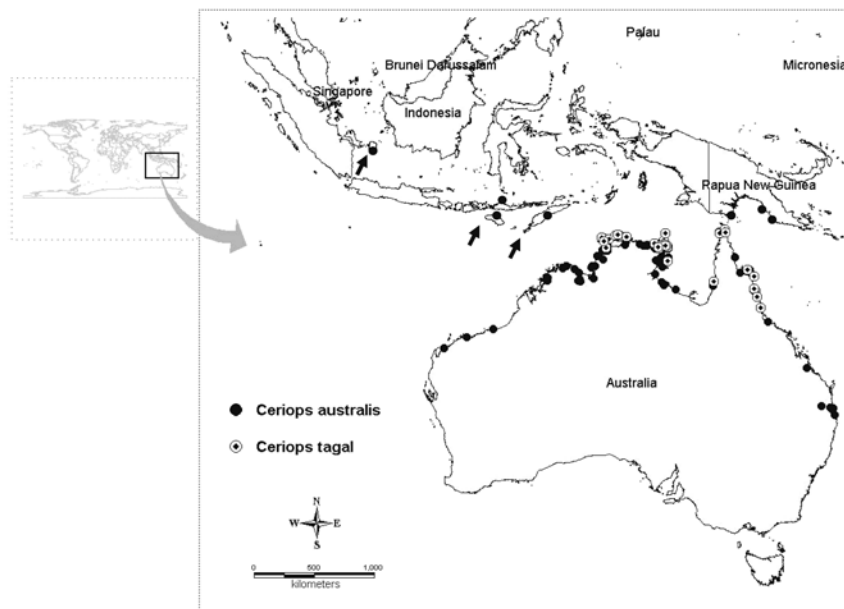 Palau
Brunei Darussalam
Micronesia
Singapore
Indonesia
Papua New Guinea
Australia
Ceriops australis
Ceriops tagal
N
W E
S
0 500 1,000
kilometers